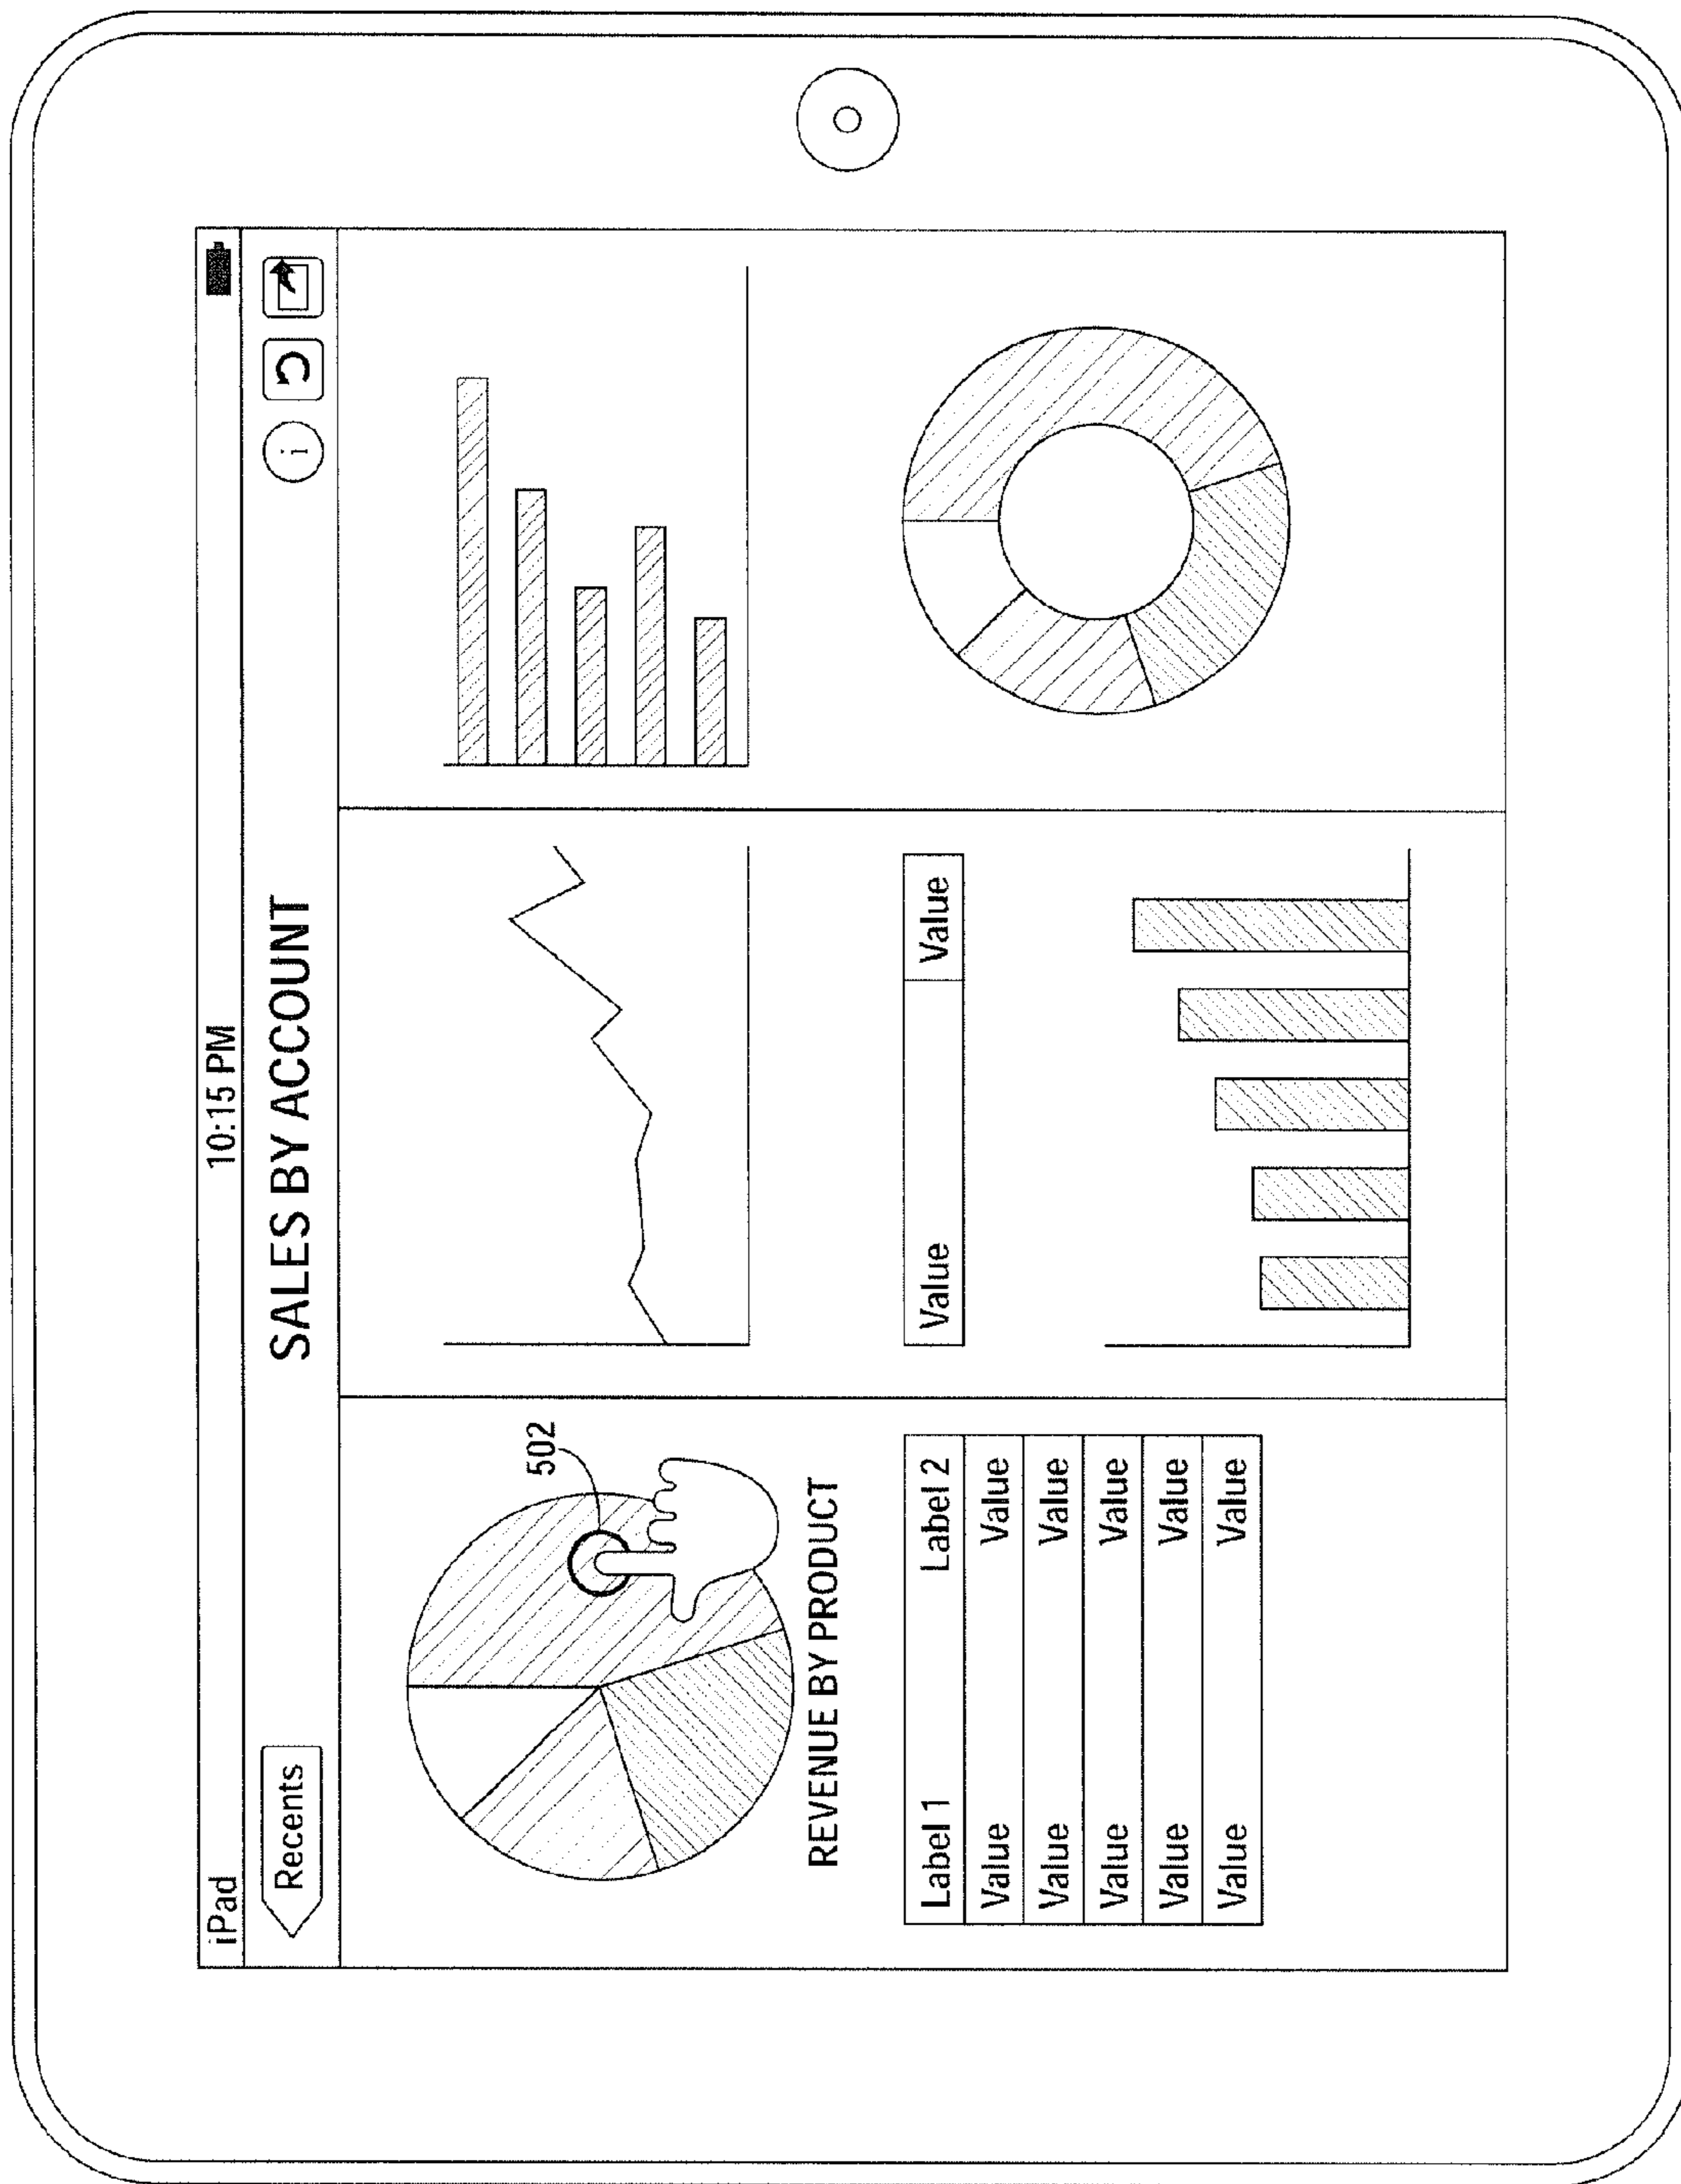 iPad 10:15 PM
Recents SALES BY ACCOUNT i
502
REVENUE BY PRODUCT
Label 1 Label 2
Value Value
Value Value
Value Value
Value Value
Value Value
Value Value